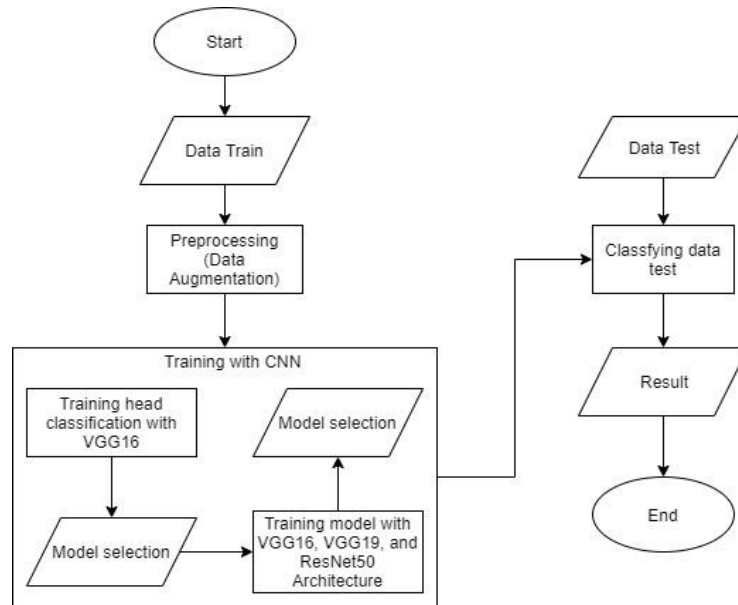 Start
Data Train
Preprocessing
(Data
Augmentation)
Training with CNN
Training head
classification with
VGG16
Model selection
Training model with
VGG16, VGG19, and
ResNet50
Architecture
Model selection
Data Test
Classfying data
test
Result
End